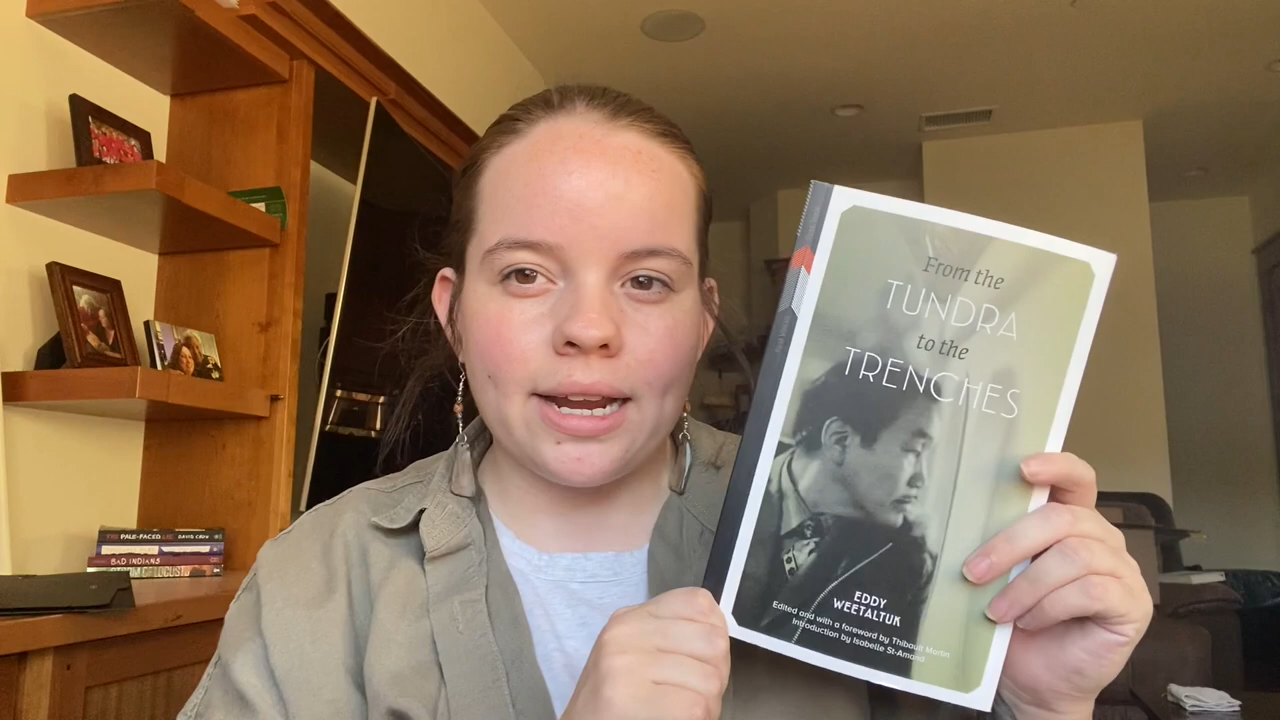 From the
TUNDRA
to the
TRENCHES
EDDY
WEETALTUK
Edited and with a foreword by Thibault Martin
Introduction by Isabelle St-Amand
THE PALE-FACED LIE DAVID CROW
BAD INDIANS